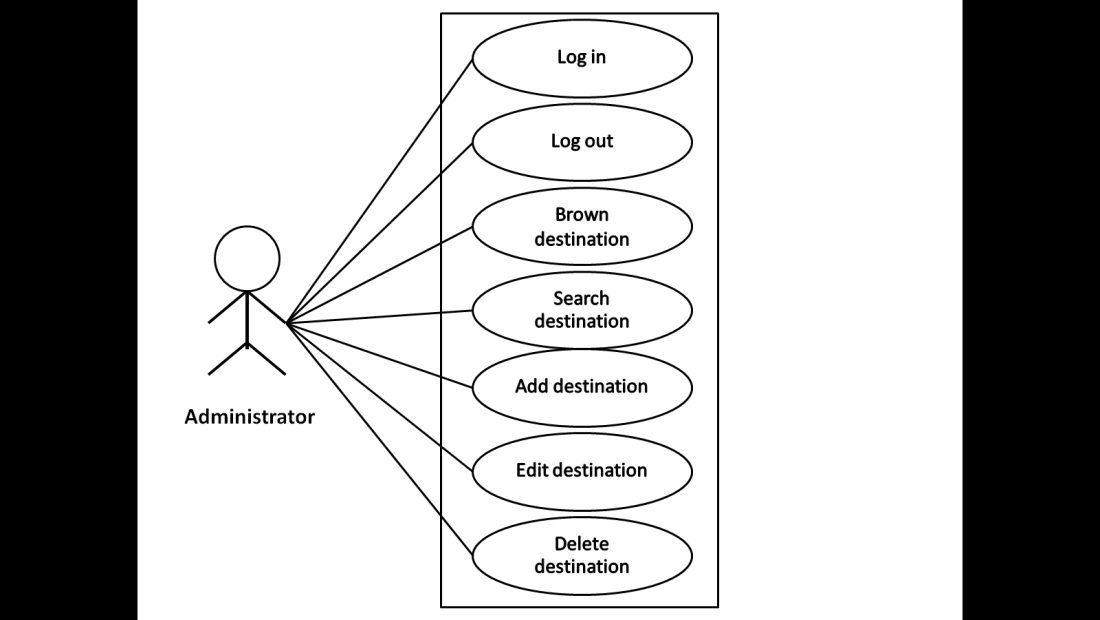 Log in
Log out
Brown
destination
Search
destination
Add destination
Edit destination
Delete
destination
Administrator